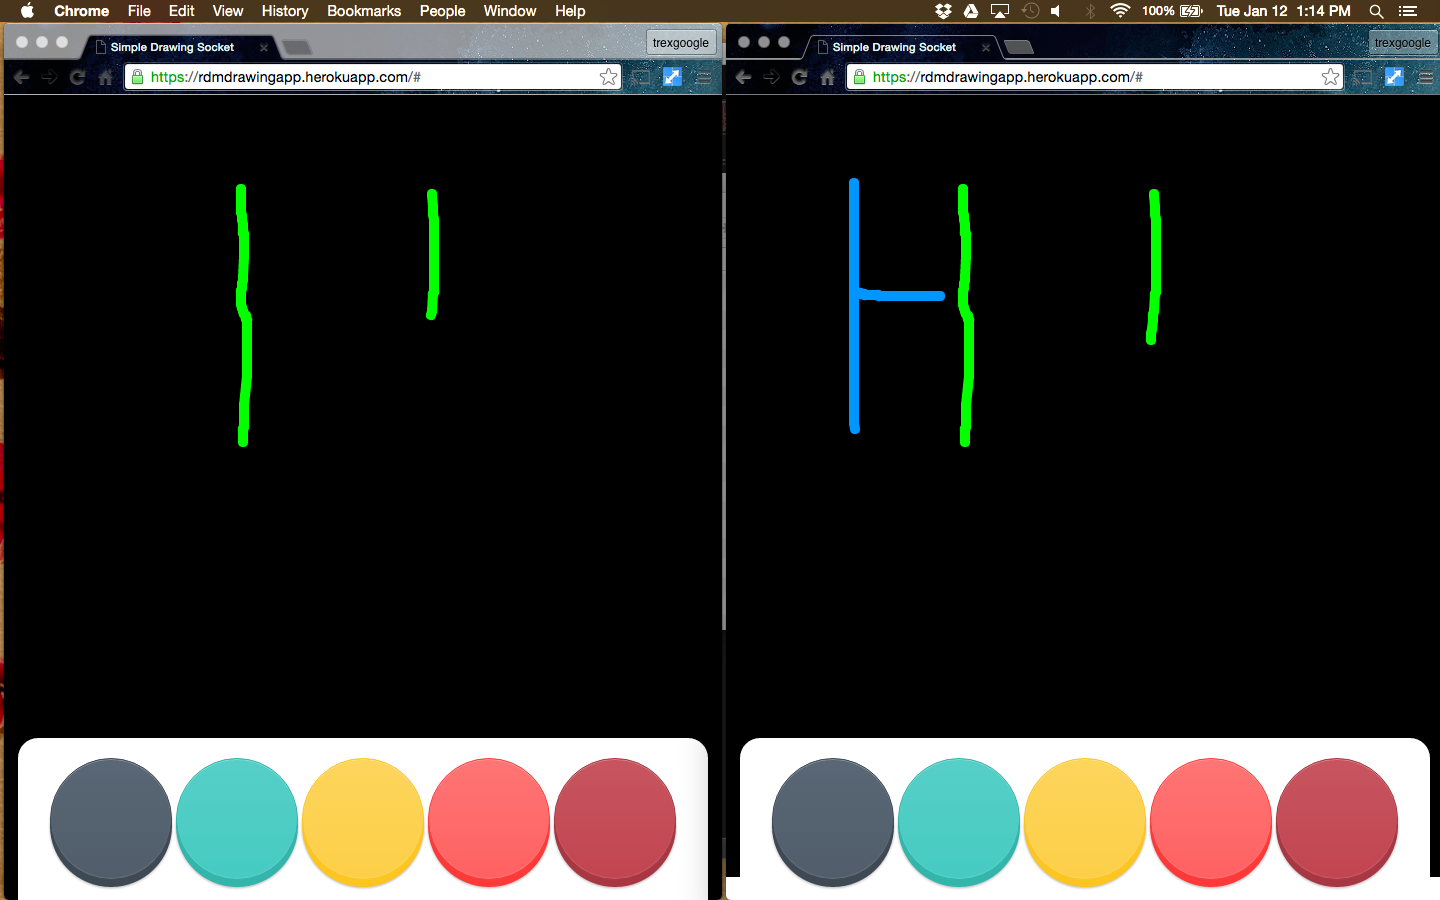 Chrome File Edit View History Bookmarks People Window Help 100% Tue Jan 12 1:14 PM
Simple Drawing Socket trexgoogle
https://rdmdrawingapp.herokuapp.com/#
Simple Drawing Socket trexgoogle
https://rdmdrawingapp.herokuapp.com/#